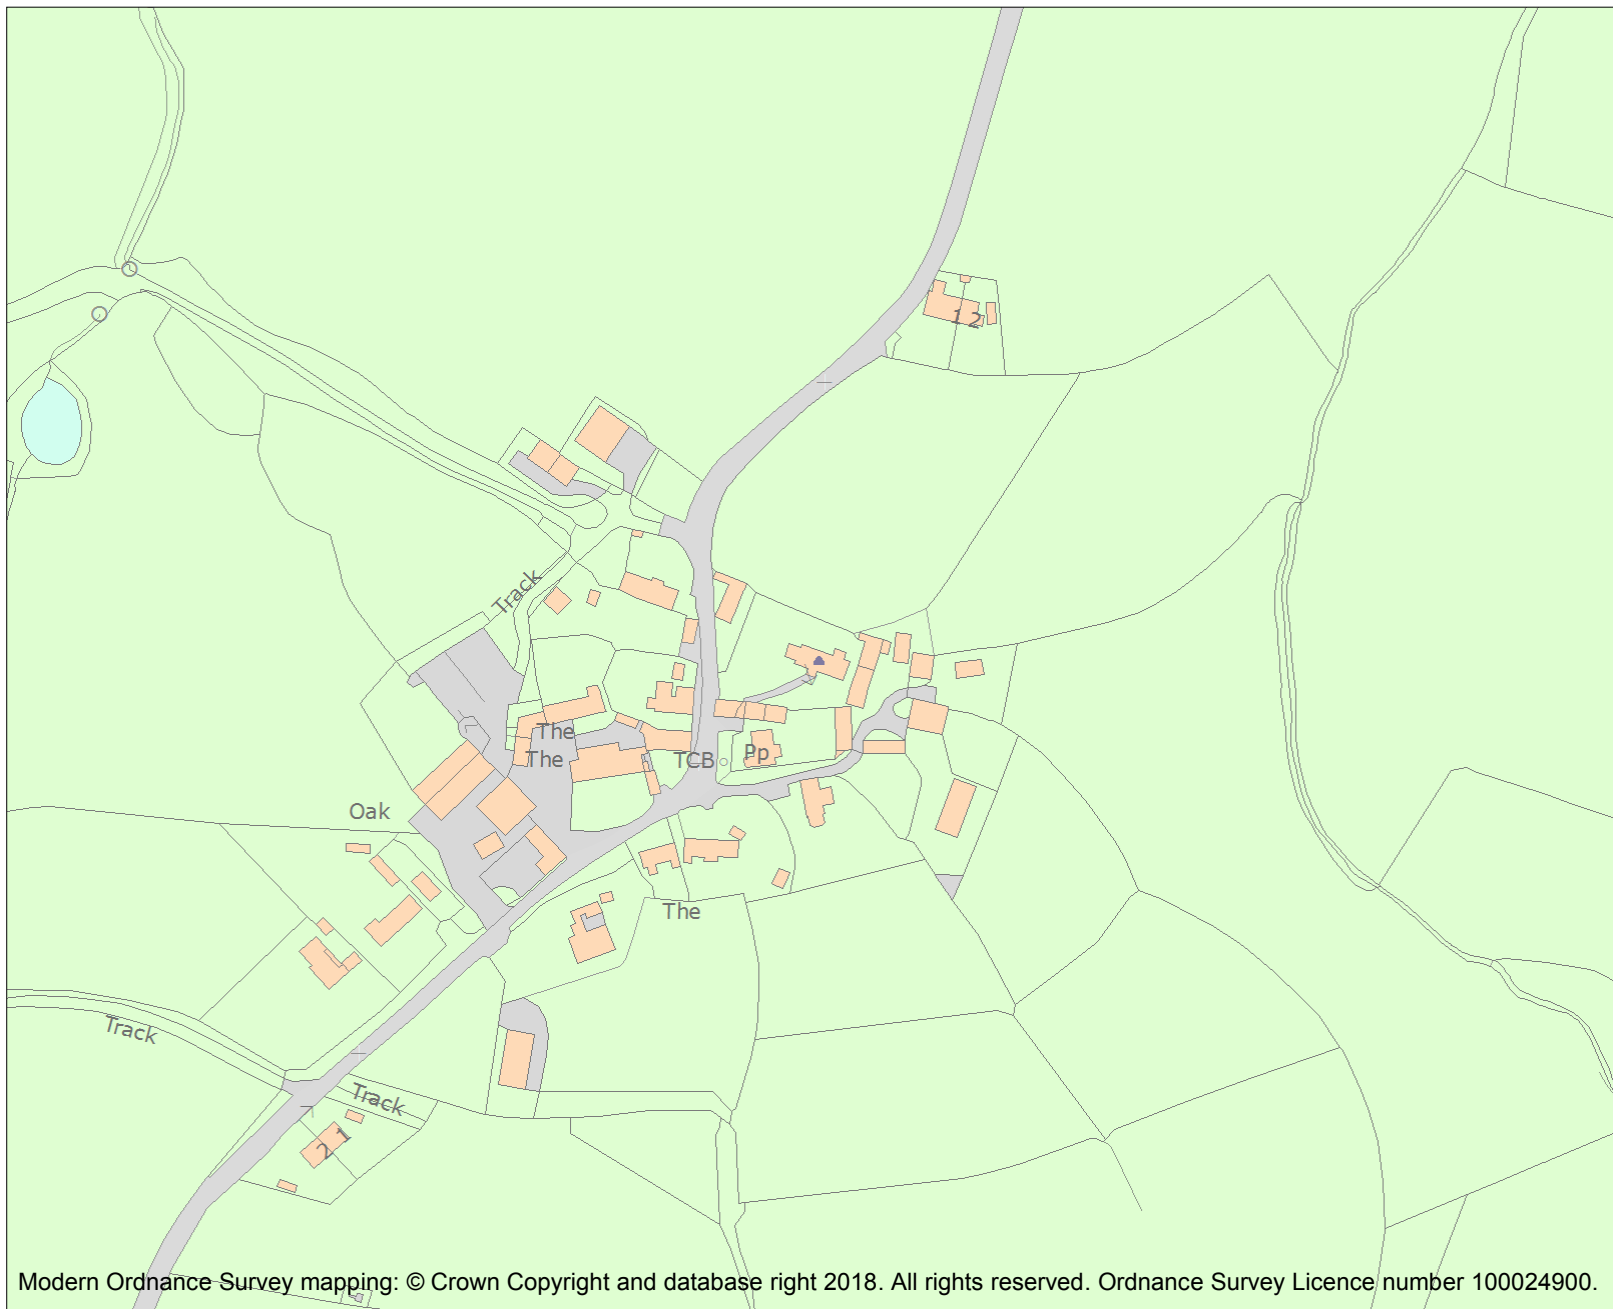 1 2
Track
The
The
TCB
Pp
Oak
The
Track
Track
2 1
Modern Ordnance Survey mapping: © Crown Copyright and database right 2018. All rights reserved. Ordnance Survey Licence number 100024900.